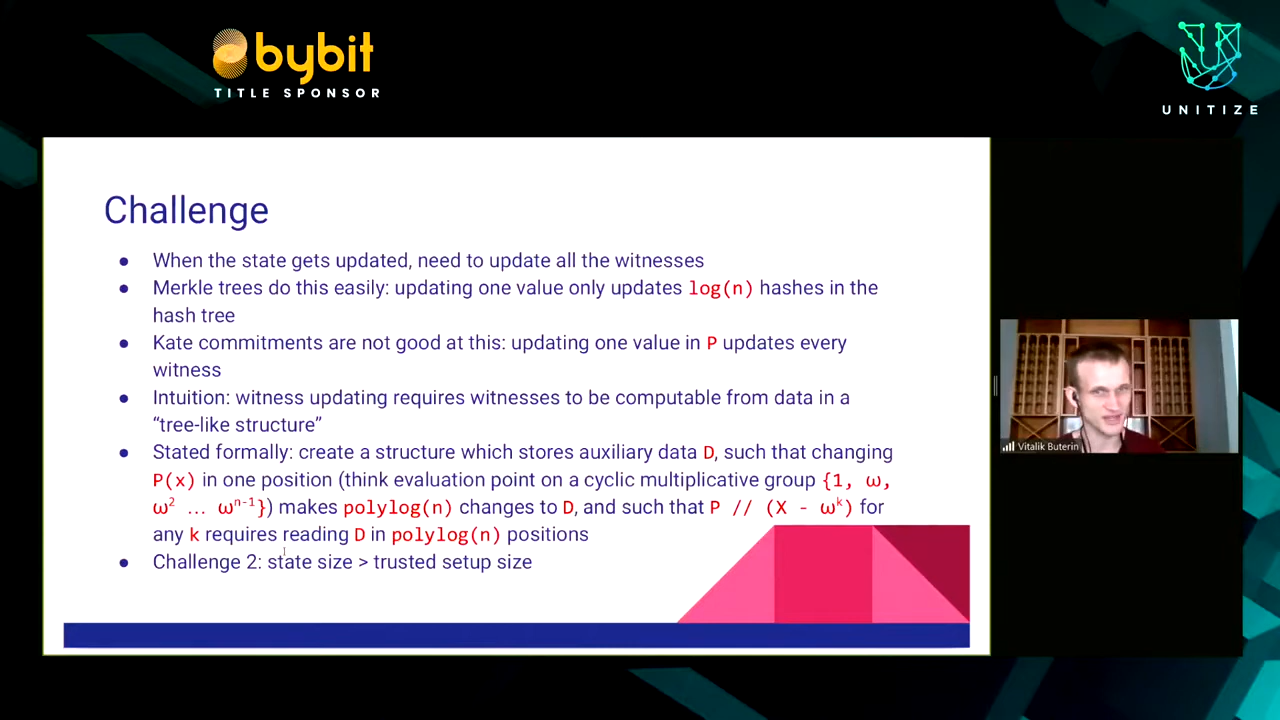 bybit
TITLE SPONSOR
UNITIZE
Challenge
● When the state gets updated, need to update all the witnesses
● Merkle trees do this easily: updating one value only updates log(n) hashes in the
hash tree
● Kate commitments are not good at this: updating one value in P updates every
witness
● Intuition: witness updating requires witnesses to be computable from data in a
“tree-like structure”
● Stated formally: create a structure which stores auxiliary data D, such that changing
P(x) in one position (think evaluation point on a cyclic multiplicative group {1, ω,
ω² … ωⁿ⁻¹}) makes polylog(n) changes to D, and such that P // (X - ωᵏ) for
any k requires reading D in polylog(n) positions
● Challenge 2: state size > trusted setup size
Vitalik Buterin